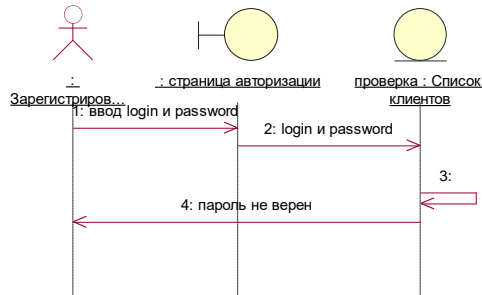 :
Зарегистриров...
: страница авторизации
проверка : Список
клиентов
1: ввод login и password
2: login и password
3:
4: пароль не верен